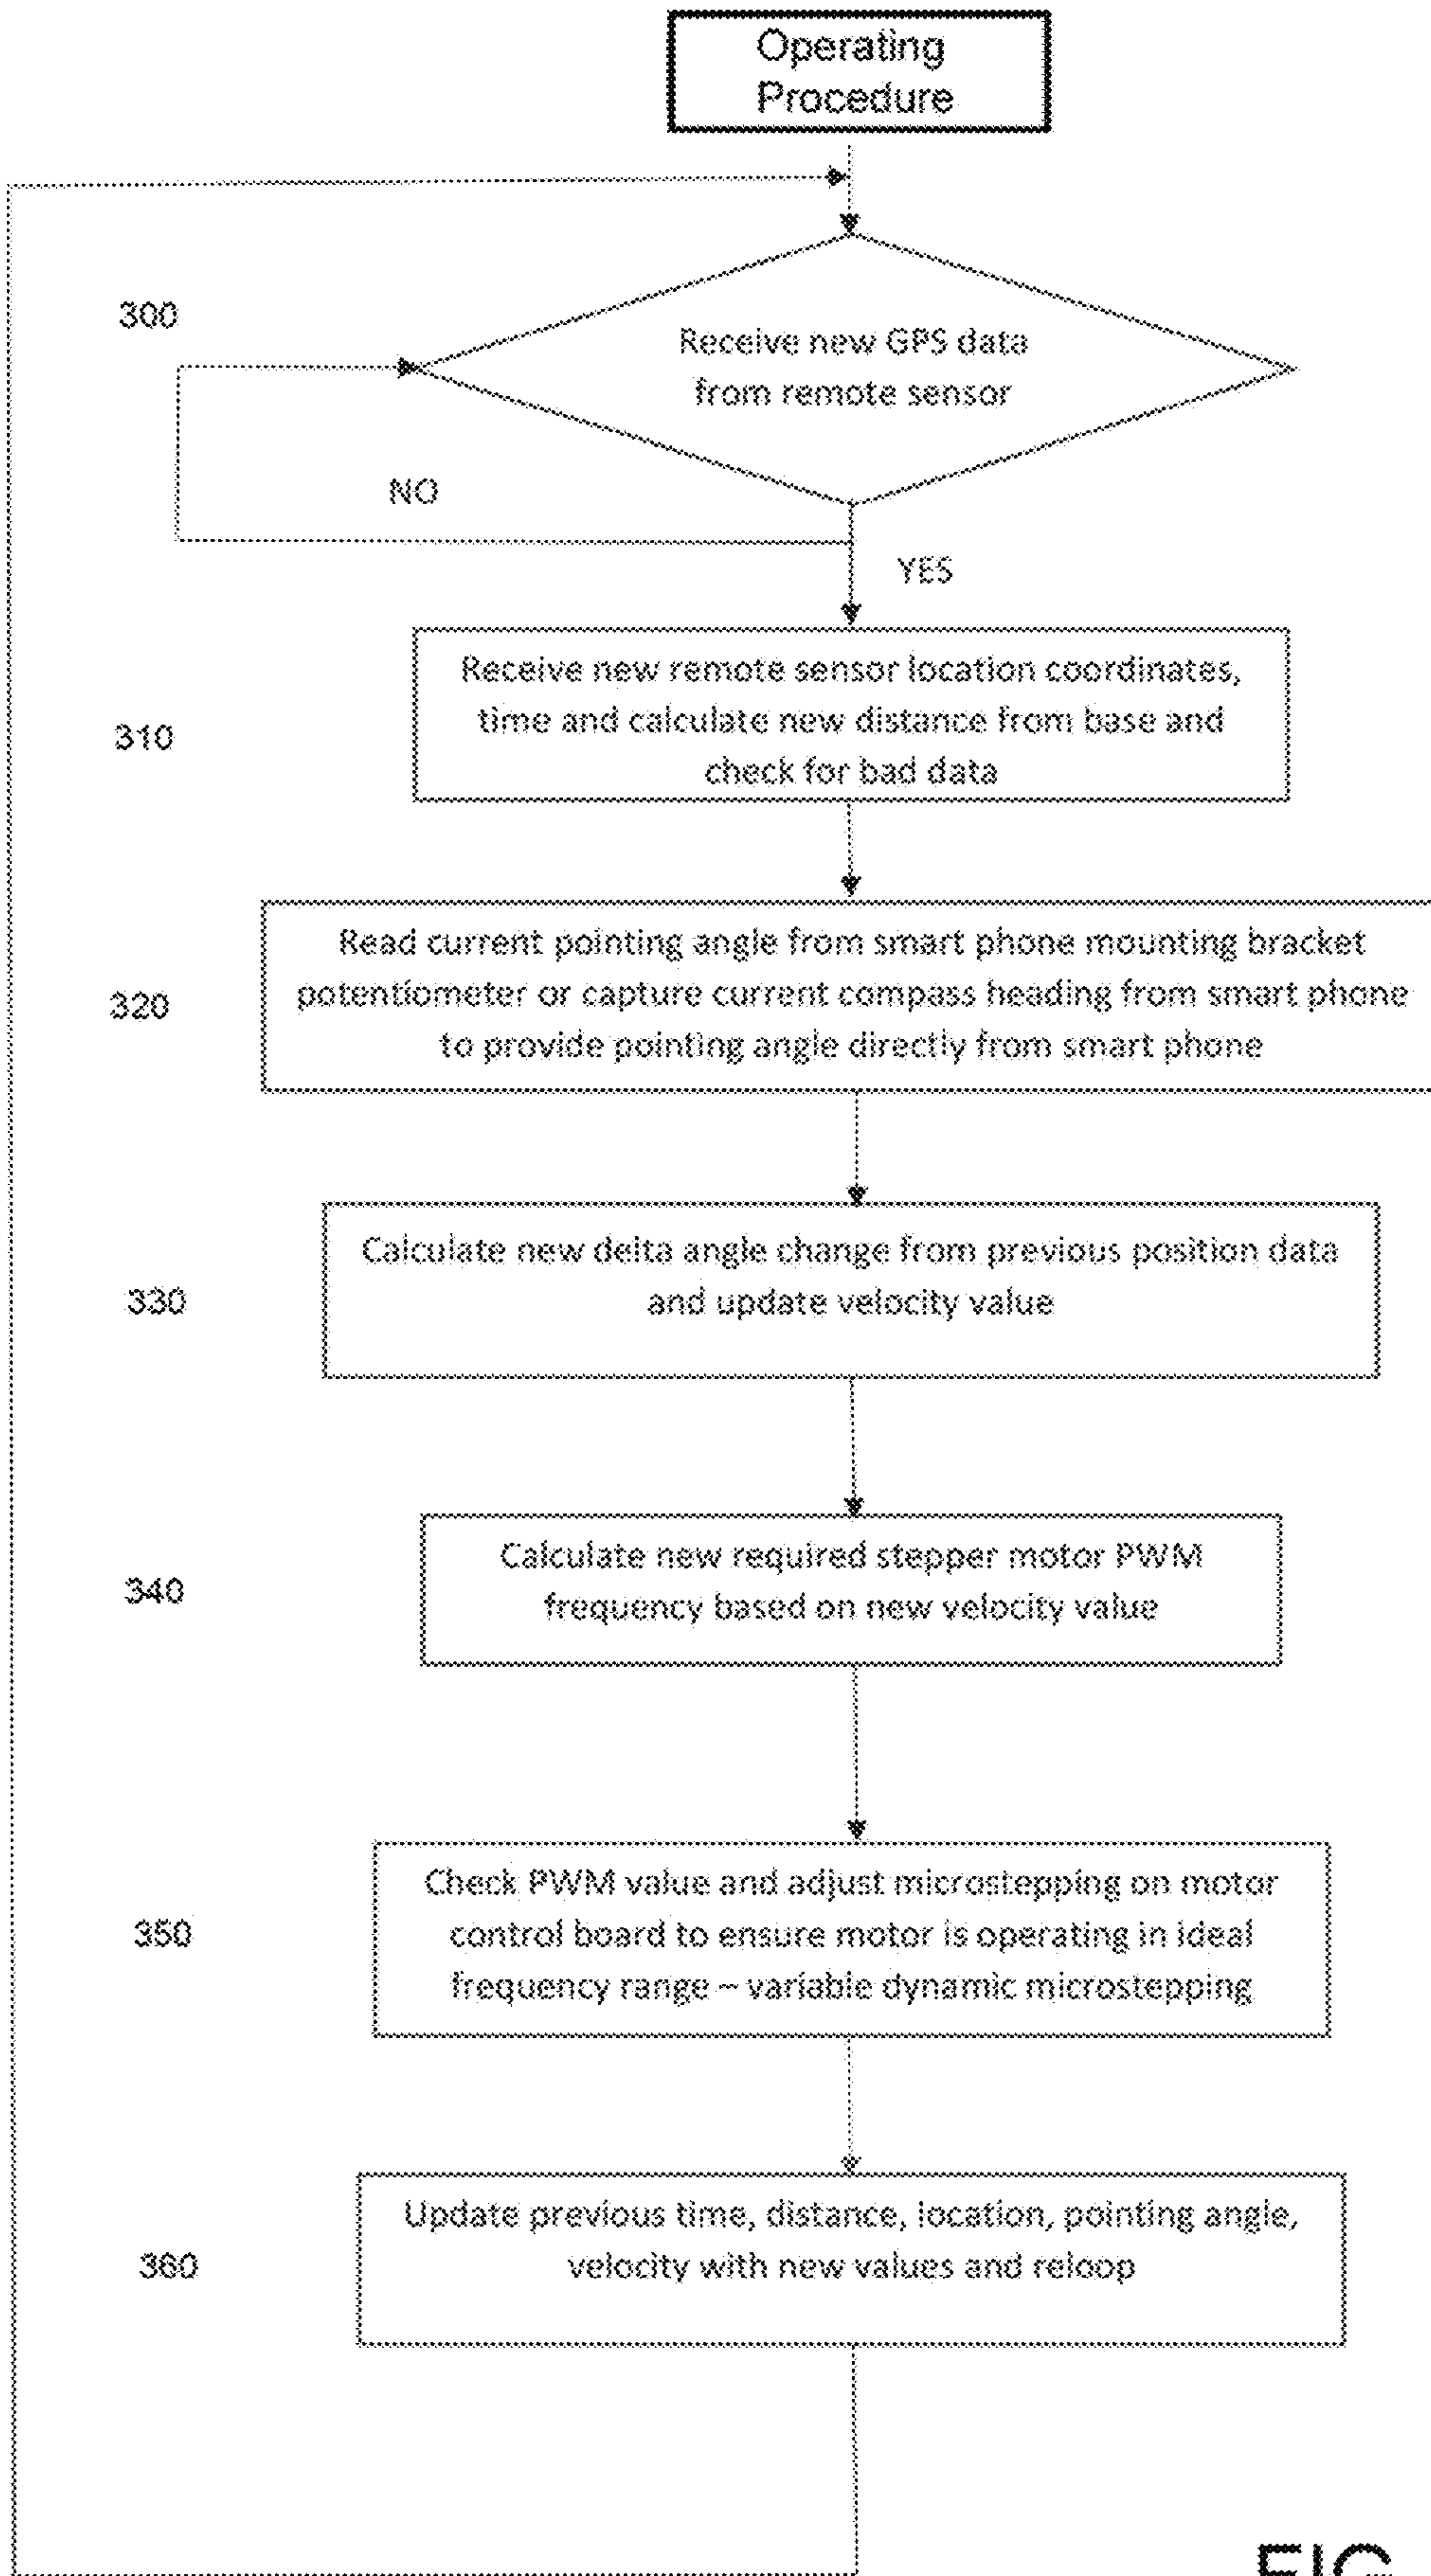 Operating
Procedure
300
Receive new GPS data
from remote sensor
NO
YES
310
Receive new remote sensor location coordinates,
time and calculate new distance from base and
check for bad data
320
Read current pointing angle from smart phone mounting bracket
potentiometer or capture current compass heading from smart phone
to provide pointing angle directly from smart phone
330
Calculate new delta angle change from previous position data
and update velocity value
340
Calculate new required stepper motor PWM
frequency based on new velocity value
350
Check PWM value and adjust microstepping on motor
control board to ensure motor is operating in ideal
frequency range – variable dynamic microstepping
360
Update previous time, distance, location, pointing angle,
velocity with new values and reloop
FIG